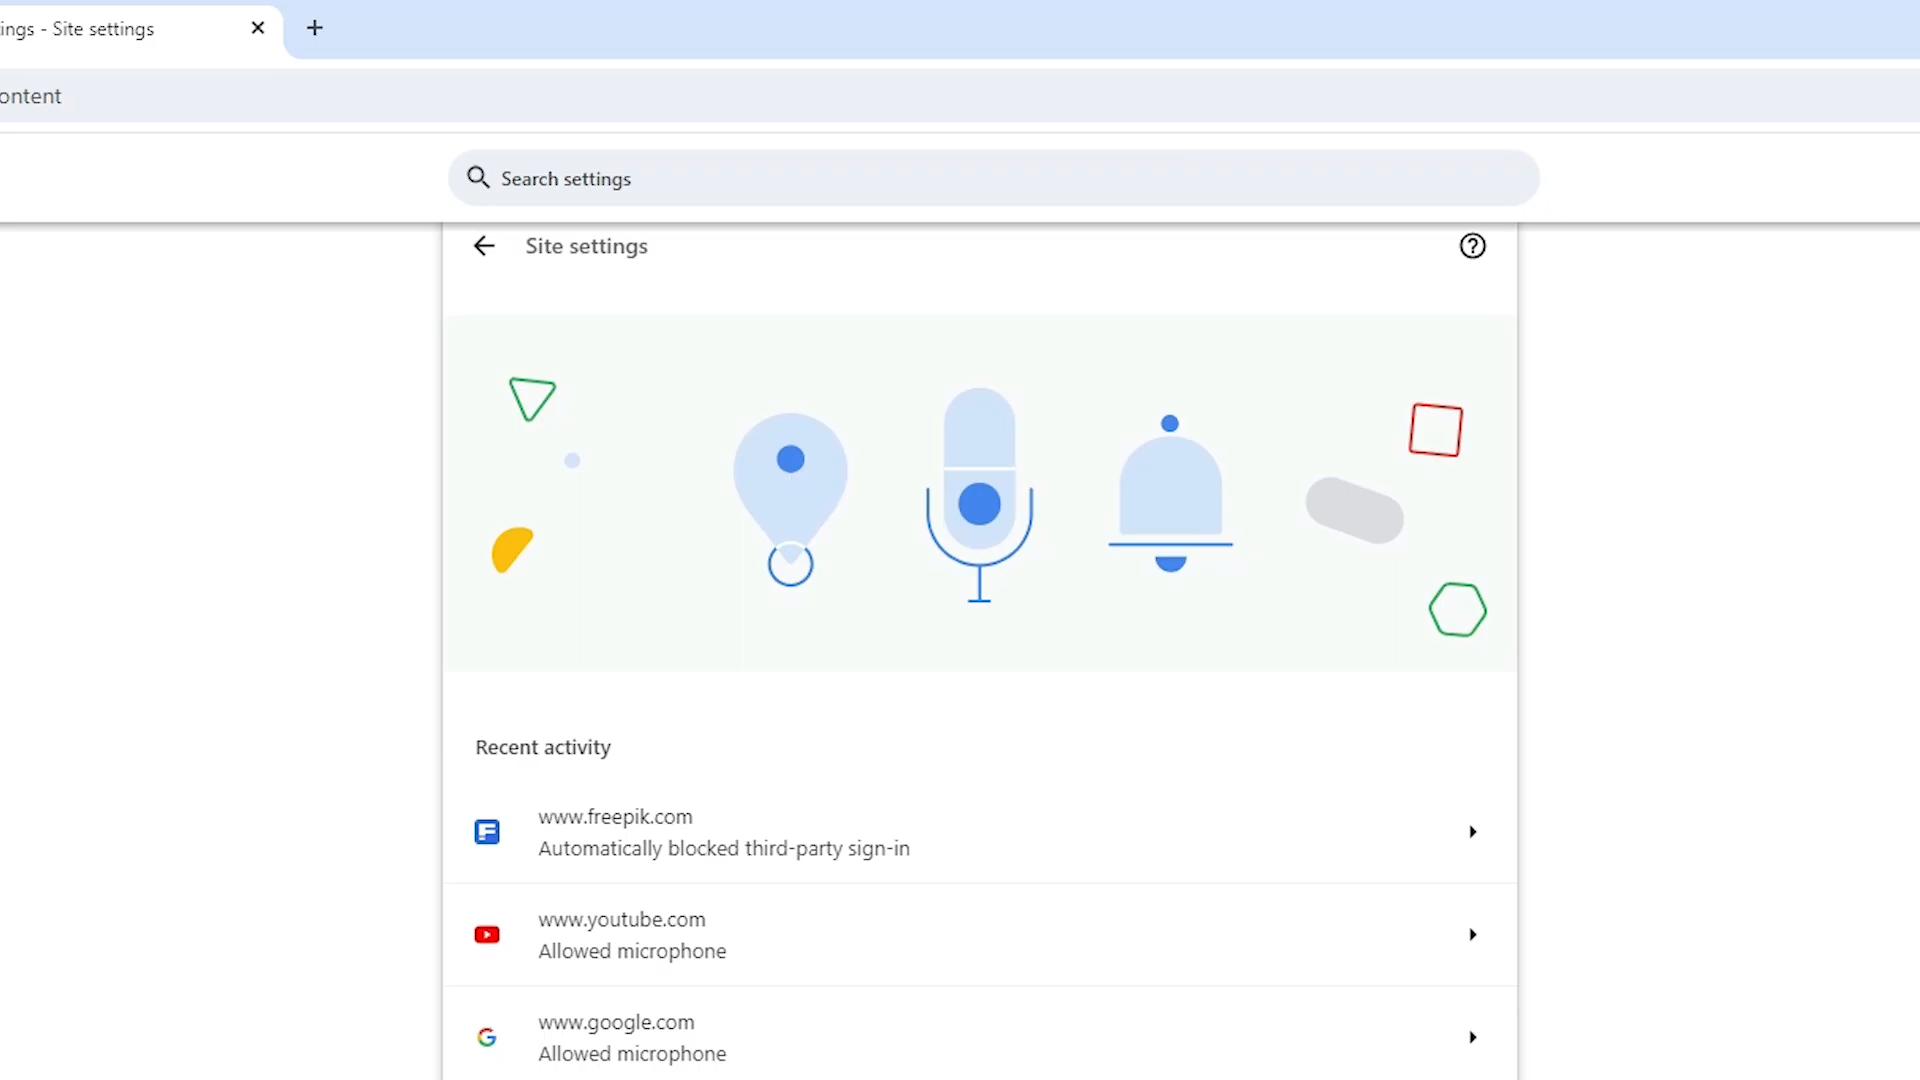 ings - Site settings
ontent
Search settings
Site settings
Recent activity
www.freepik.com
Automatically blocked third-party sign-in
www.youtube.com
Allowed microphone
www.google.com
Allowed microphone